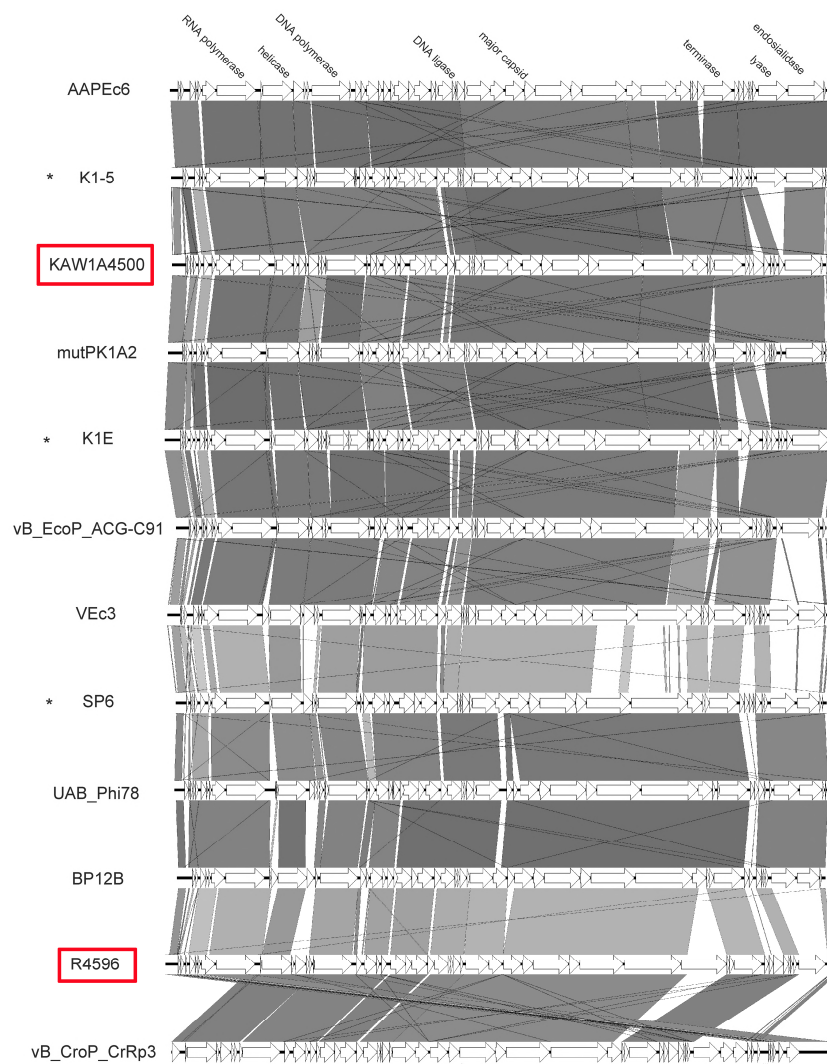 RNA polymerase
helicase
DNA polymerase
DNA ligase
major capsid
terminase
lyase
endosialidase
AAPEc6
* K1-5
KAW1A4500
mutPK1A2
* K1E
vB_EcoP_ACG-C91
VEc3
* SP6
UAB_Phi78
BP12B
R4596
vB_CroP_CrRp3